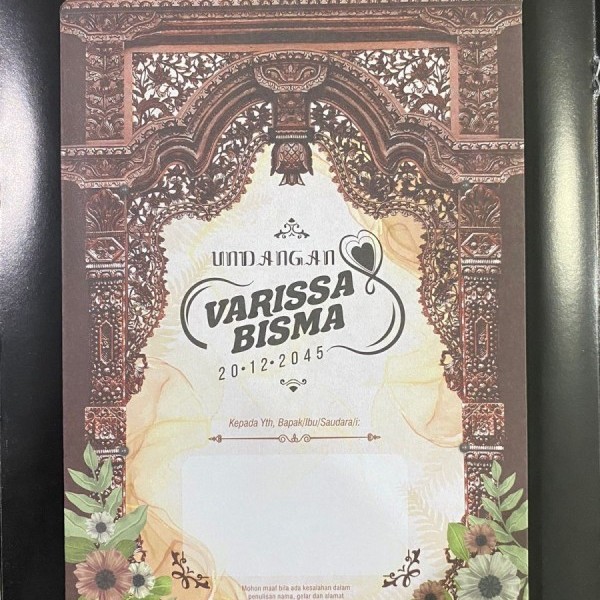 UNDANGAN
VARISSA
BISMA
20•12•2045
Kepada Yth, Bapak/Ibu/Saudara/i:
Mohon maaf bila ada kesalahan dalam
penulisan nama, gelar dan alamat